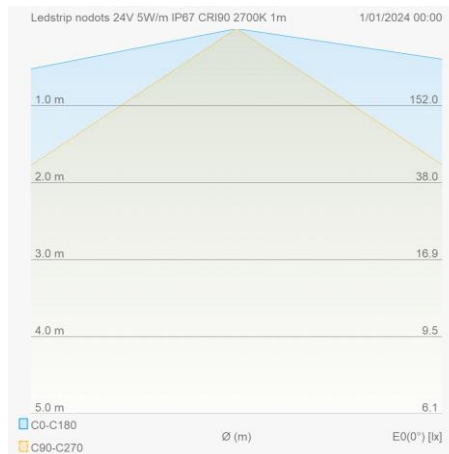 Ledstrip nodots 24V 5W/m IP67 CRI90 2700K 1m 1/01/2024 00:00
1.0 m 152.0
2.0 m 38.0
3.0 m 16.9
4.0 m 9.5
5.0 m 6.1
C0-C180
Ø (m) E0(0°) [lx]
C90-C270